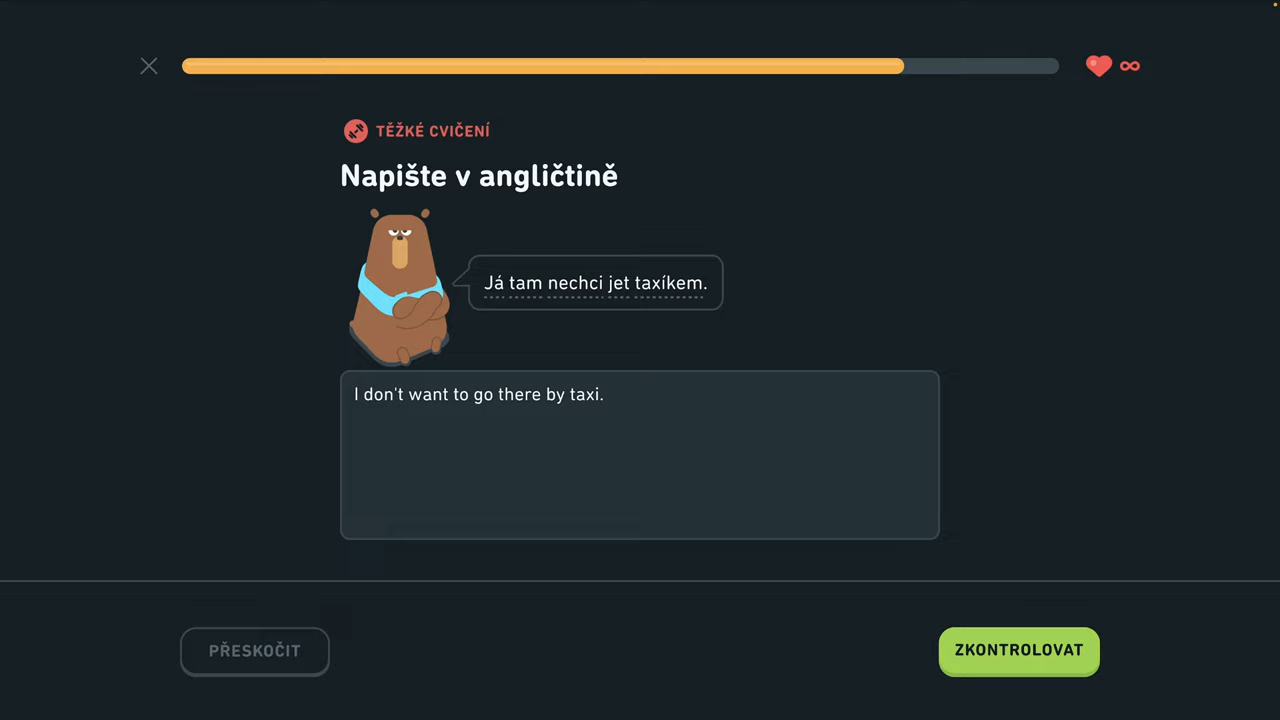 TĚŽKÉ CVIČENÍ
Napište v angličtině
Já tam nechci jet taxíkem.
I don't want to go there by taxi.
PŘESKOČIT
ZKONTROLOVAT